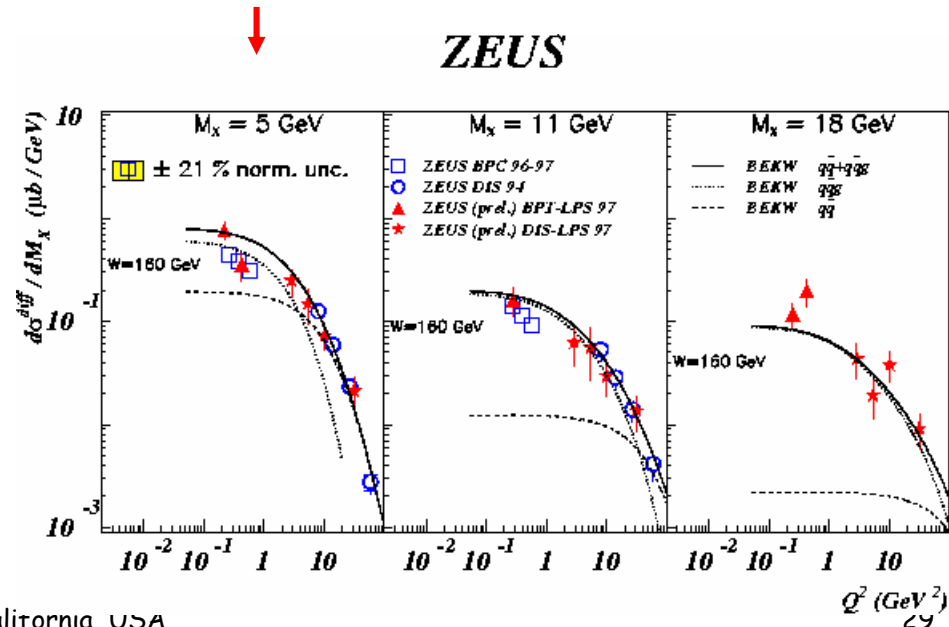 ZEUS
dσ^diff / dM_x (μb / GeV)
10
10^-1
10^-3
M_x = 5 GeV
± 21 % norm. unc.
W=160 GeV
M_x = 11 GeV
ZEUS BPC 96-97
ZEUS DIS 94
ZEUS (prel.) BPT-LPS 97
ZEUS (prel.) DIS-LPS 97
W=160 GeV
M_x = 18 GeV
BEKW qq̄+qq̄g
BEKW qq̄g
BEKW qq̄
W=160 GeV
10^-2 10^-1 1 10 10^-2 10^-1 1 10 10^-2 10^-1 1 10
Q^2 (GeV^2)
USA 29